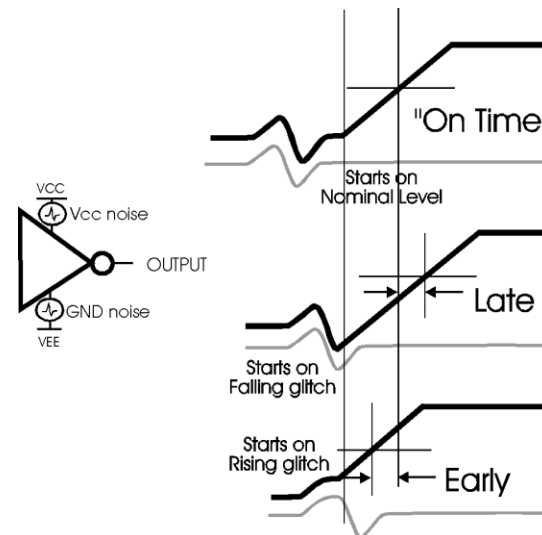 "On Time
Starts on
Nominal Level
VCC
Vcc noise
OUTPUT
GND noise
VEE
Late
Starts on
Falling glitch
Starts on
Rising glitch
Early